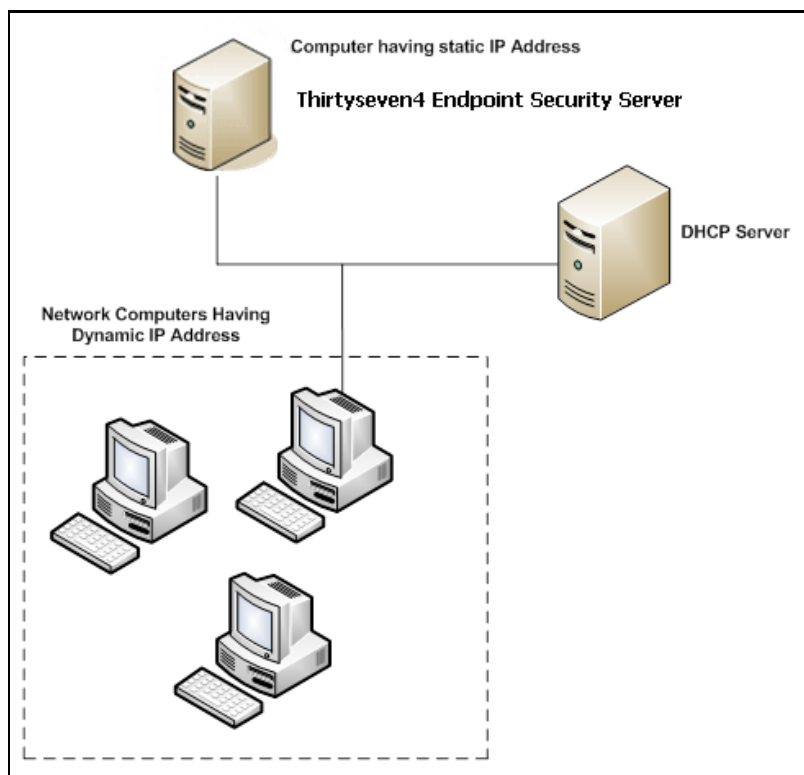 Computer having static IP Address
Thirtyseven4 Endpoint Security Server
DHCP Server
Network Computers Having
Dynamic IP Address